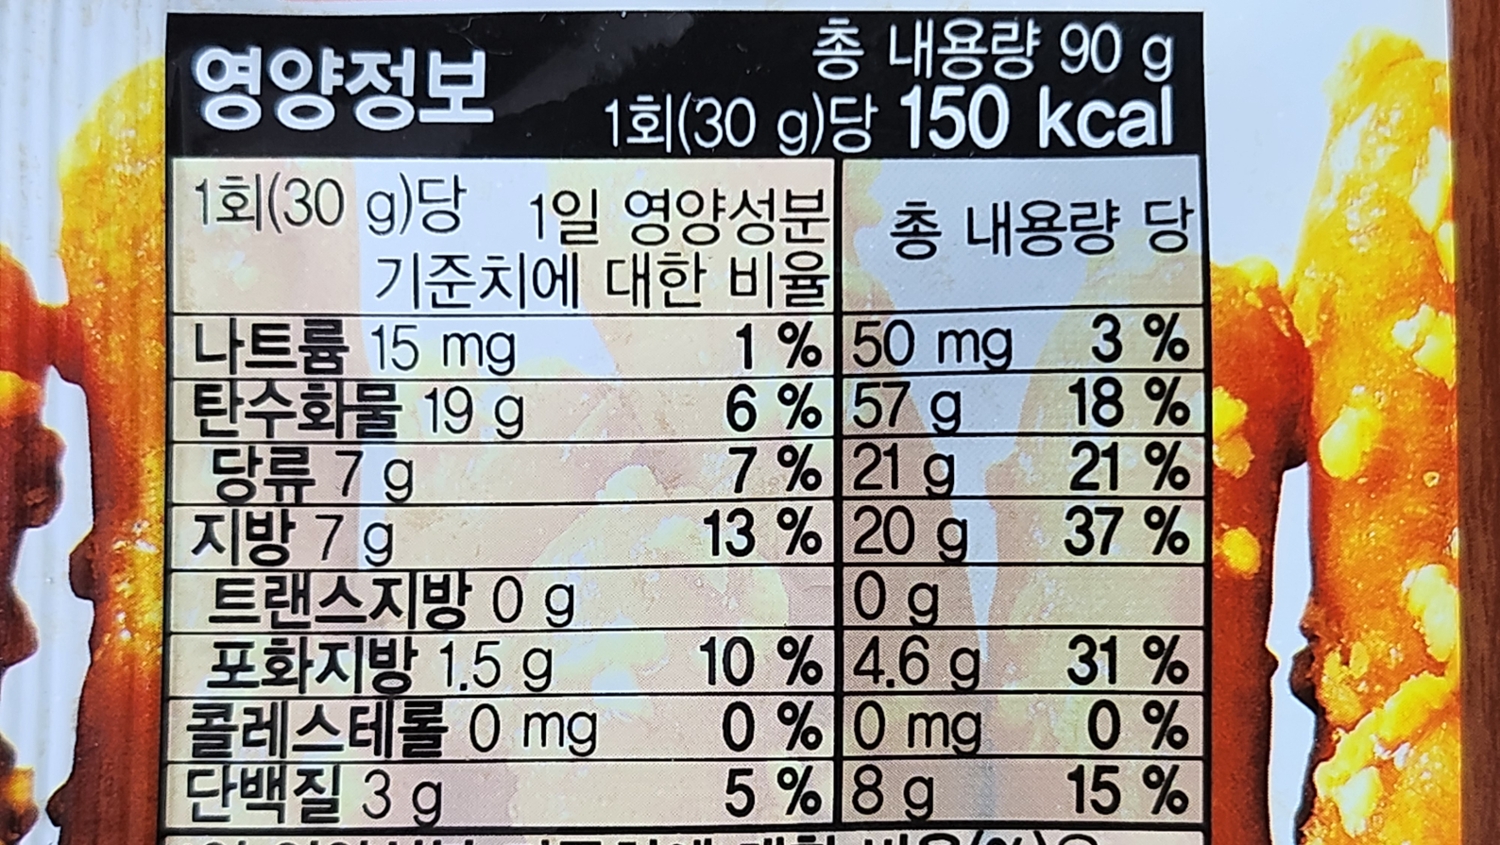 영양정보
총 내용량 90 g
1회(30 g)당 150 kcal
1회(30 g)당 1일 영양성분
기준치에 대한 비율
총 내용량 당
나트륨 15 mg 1 % 50 mg 3 %
탄수화물 19 g 6 % 57 g 18 %
당류 7 g 7 % 21 g 21 %
지방 7 g 13 % 20 g 37 %
트랜스지방 0 g 0 g
포화지방 1.5 g 10 % 4.6 g 31 %
콜레스테롤 0 mg 0 % 0 mg 0 %
단백질 3 g 5 % 8 g 15 %